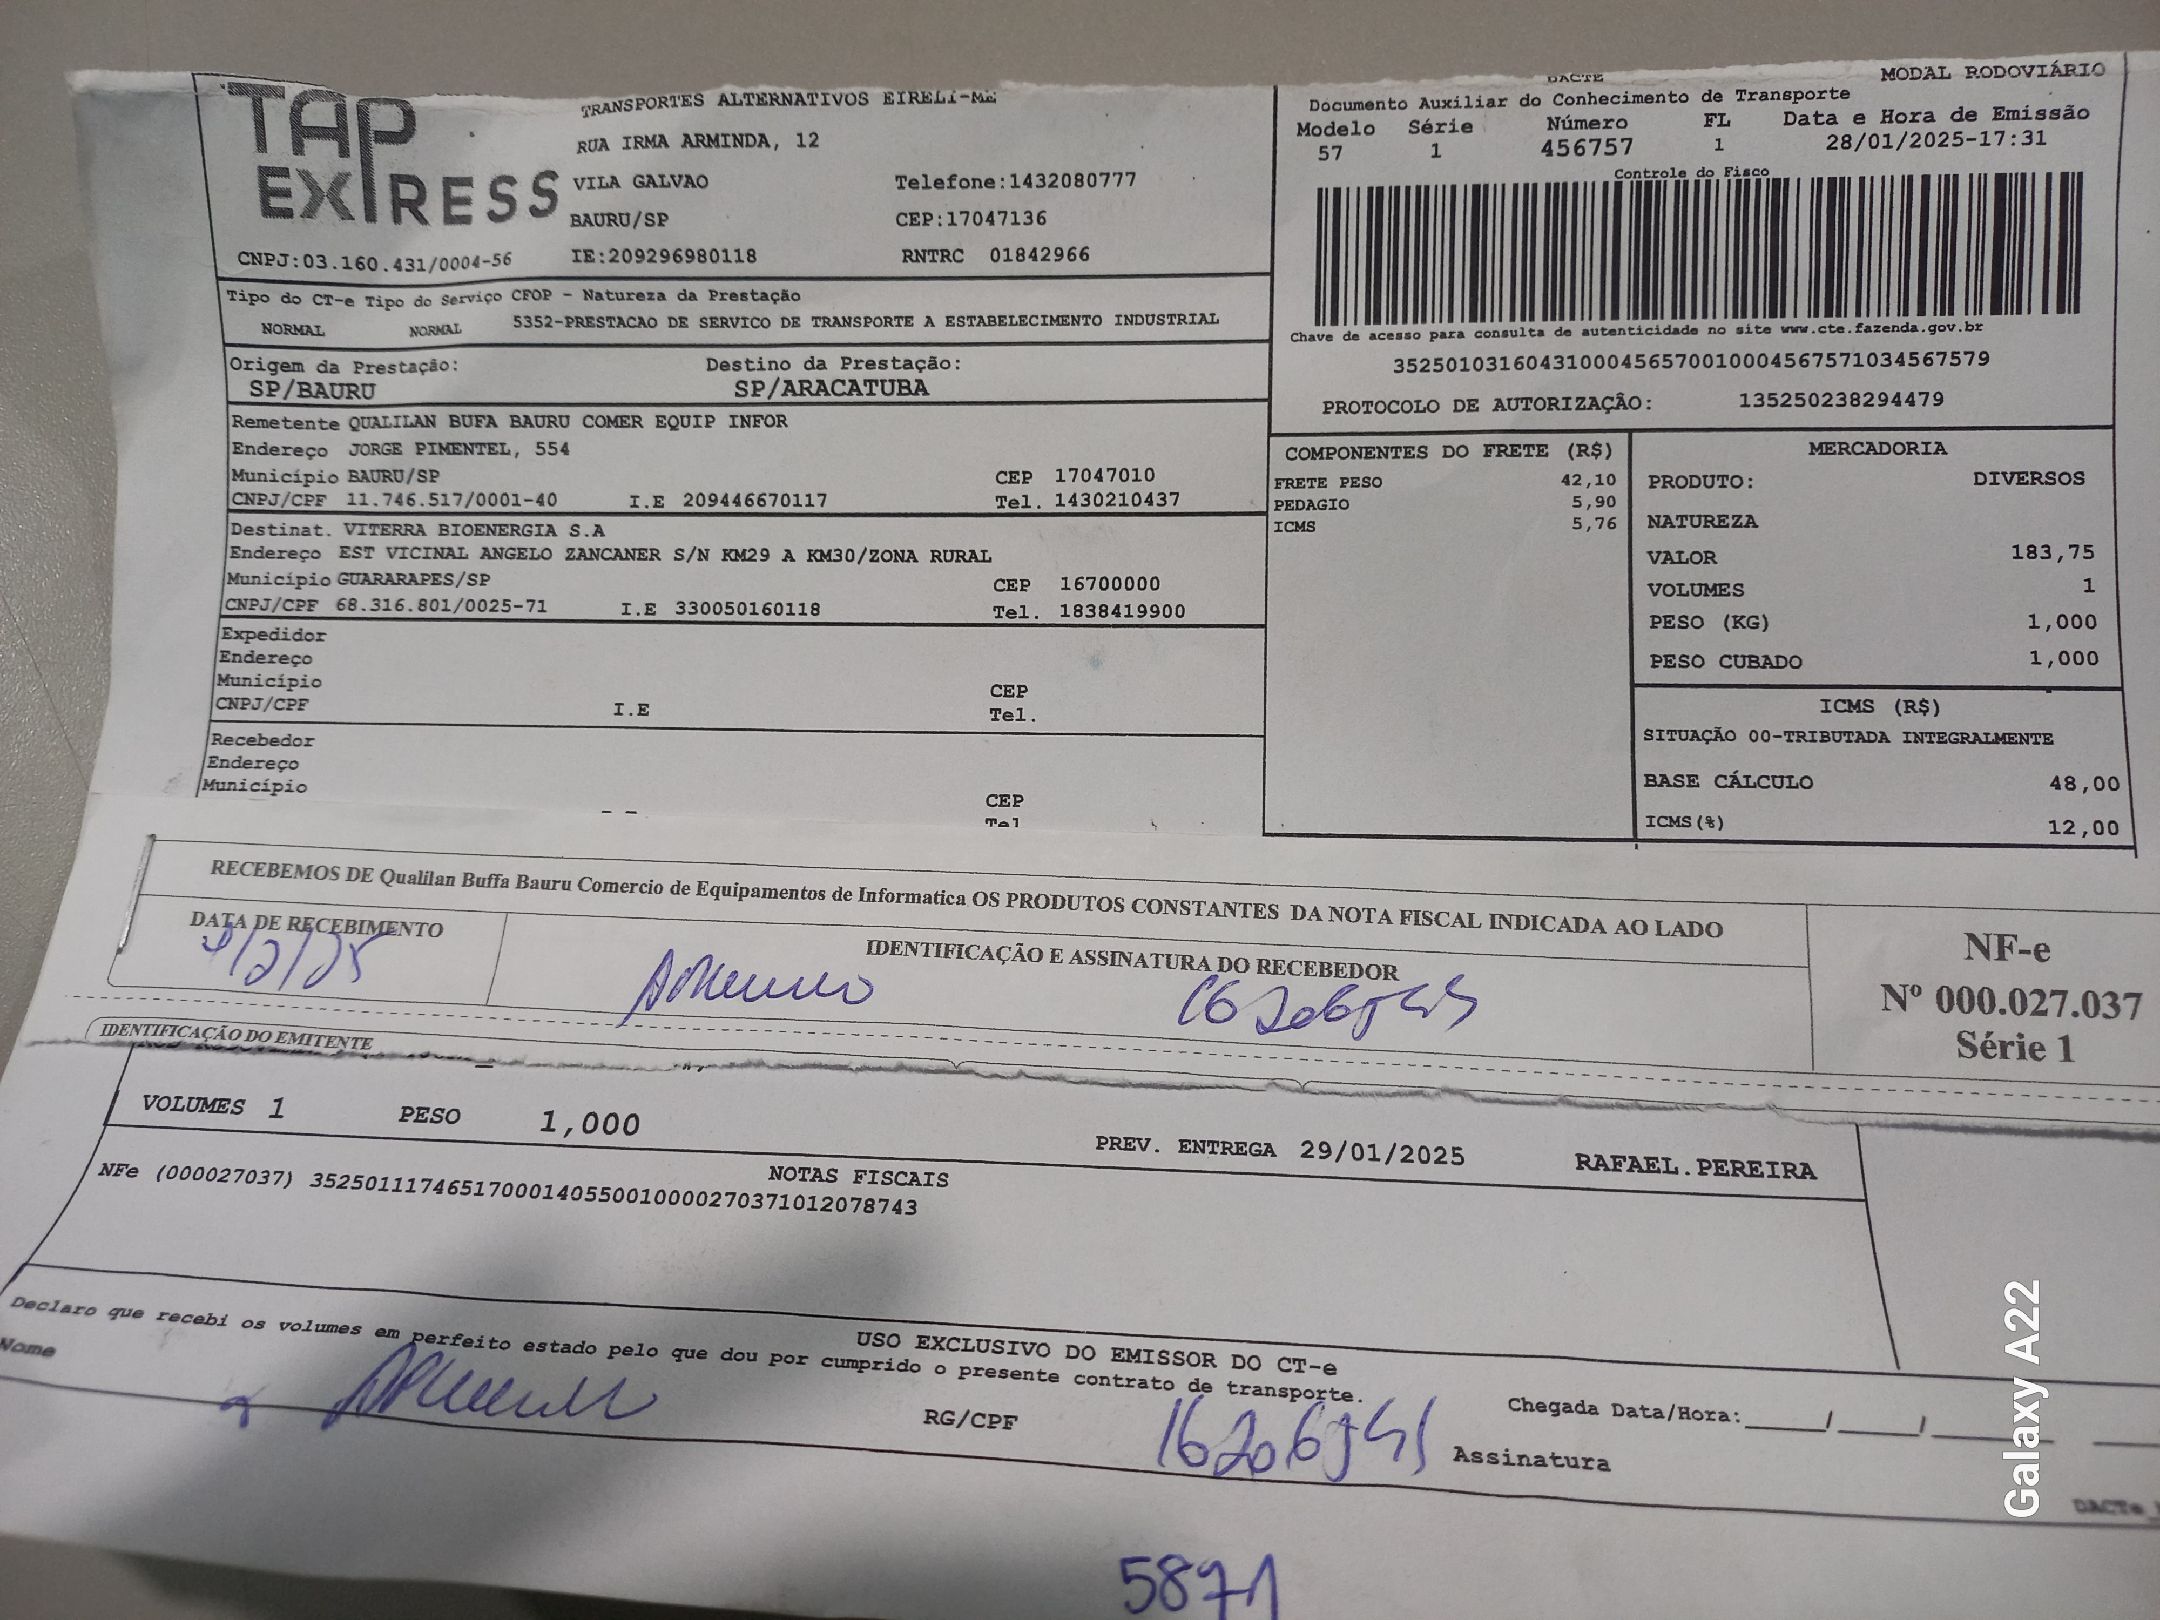 TAP
EXPRESS
TRANSPORTES ALTERNATIVOS EIRELI-ME
RUA IRMA ARMINDA, 12
VILA GALVAO Telefone:1432080777
BAURU/SP CEP:17047136
CNPJ:03.160.431/0004-56 IE:209296980118 RNTRC 01842966
DACTE MODAL RODOVIÁRIO
Documento Auxiliar do Conhecimento de Transporte
Modelo Série Número FL Data e Hora de Emissão
57 1 456757 1 28/01/2025-17:31
Controle do Fisco
Chave de acesso para consulta de autenticidade no site www.cte.fazenda.gov.br
35250103160431000456570010004567571034567579
PROTOCOLO DE AUTORIZAÇÃO: 135250238294479
Tipo do CT-e Tipo do Serviço CFOP - Natureza da Prestação
NORMAL NORMAL 5352-PRESTACAO DE SERVICO DE TRANSPORTE A ESTABELECIMENTO INDUSTRIAL
Origem da Prestação: Destino da Prestação:
SP/BAURU SP/ARACATUBA
Remetente QUALILAN BUFA BAURU COMER EQUIP INFOR
Endereço JORGE PIMENTEL, 554
Município BAURU/SP CEP 17047010
CNPJ/CPF 11.746.517/0001-40 I.E 209446670117 Tel. 1430210437
Destinat. VITERRA BIOENERGIA S.A
Endereço EST VICINAL ANGELO ZANCANER S/N KM29 A KM30/ZONA RURAL
Município GUARARAPES/SP CEP 16700000
CNPJ/CPF 68.316.801/0025-71 I.E 330050160118 Tel. 1838419900
Expedidor
Endereço
Município CEP
CNPJ/CPF I.E Tel.
Recebedor
Endereço
Município CEP
Tel
COMPONENTES DO FRETE (R$)
FRETE PESO 42,10
PEDAGIO 5,90
ICMS 5,76
MERCADORIA
PRODUTO: DIVERSOS
NATUREZA
VALOR 183,75
VOLUMES 1
PESO (KG) 1,000
PESO CUBADO 1,000
ICMS (R$)
SITUAÇÃO 00-TRIBUTADA INTEGRALMENTE
BASE CÁLCULO 48,00
ICMS(%) 12,00
RECEBEMOS DE Qualilan Buffa Bauru Comercio de Equipamentos de Informatica OS PRODUTOS CONSTANTES DA NOTA FISCAL INDICADA AO LADO
DATA DE RECEBIMENTO
IDENTIFICAÇÃO E ASSINATURA DO RECEBEDOR
NF-e
Nº 000.027.037
Série 1
IDENTIFICAÇÃO DO EMITENTE
VOLUMES 1 PESO 1,000 PREV. ENTREGA 29/01/2025 RAFAEL.PEREIRA
NOTAS FISCAIS
NFe (000027037) 35250111746517000140550010000270371012078743
USO EXCLUSIVO DO EMISSOR DO CT-e
Declaro que recebi os volumes em perfeito estado pelo que dou por cumprido o presente contrato de transporte.
Nome RG/CPF Assinatura Chegada Data/Hora:____/____/____
5871
Galaxy A22